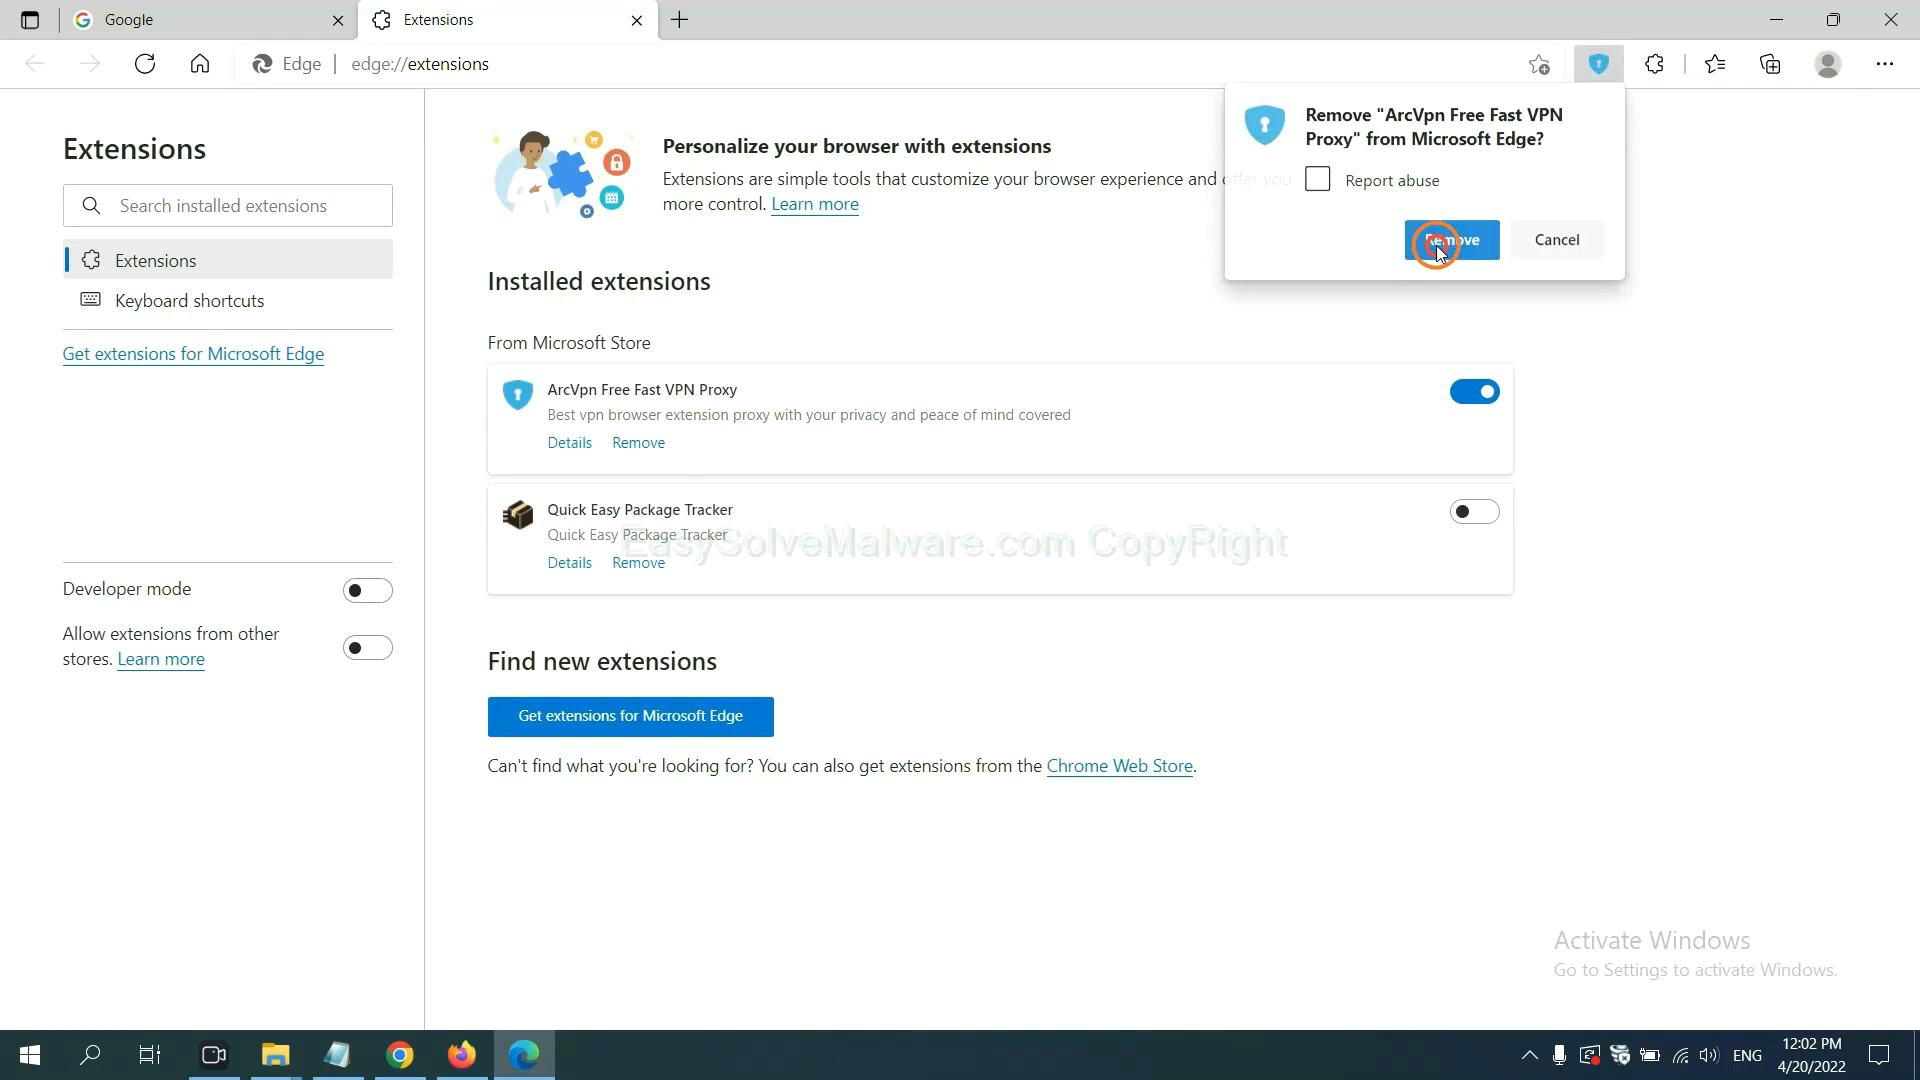 Google
Extensions
Edge
edge://extensions
Extensions
Search installed extensions
Extensions
Keyboard shortcuts
Get extensions for Microsoft Edge
Developer mode
Allow extensions from other
stores. Learn more
Personalize your browser with extensions
Extensions are simple tools that customize your browser experience and offer you
more control. Learn more
Remove "ArcVpn Free Fast VPN
Proxy" from Microsoft Edge?
Report abuse
Remove
Cancel
Installed extensions
From Microsoft Store
ArcVpn Free Fast VPN Proxy
Best vpn browser extension proxy with your privacy and peace of mind covered
Details Remove
Quick Easy Package Tracker
Quick Easy Package Tracker
EasySolveMalware.com CopyRight
Details Remove
Find new extensions
Get extensions for Microsoft Edge
Can't find what you're looking for? You can also get extensions from the Chrome Web Store.
Activate Windows
Go to Settings to activate Windows.
ENG
12:02 PM
4/20/2022